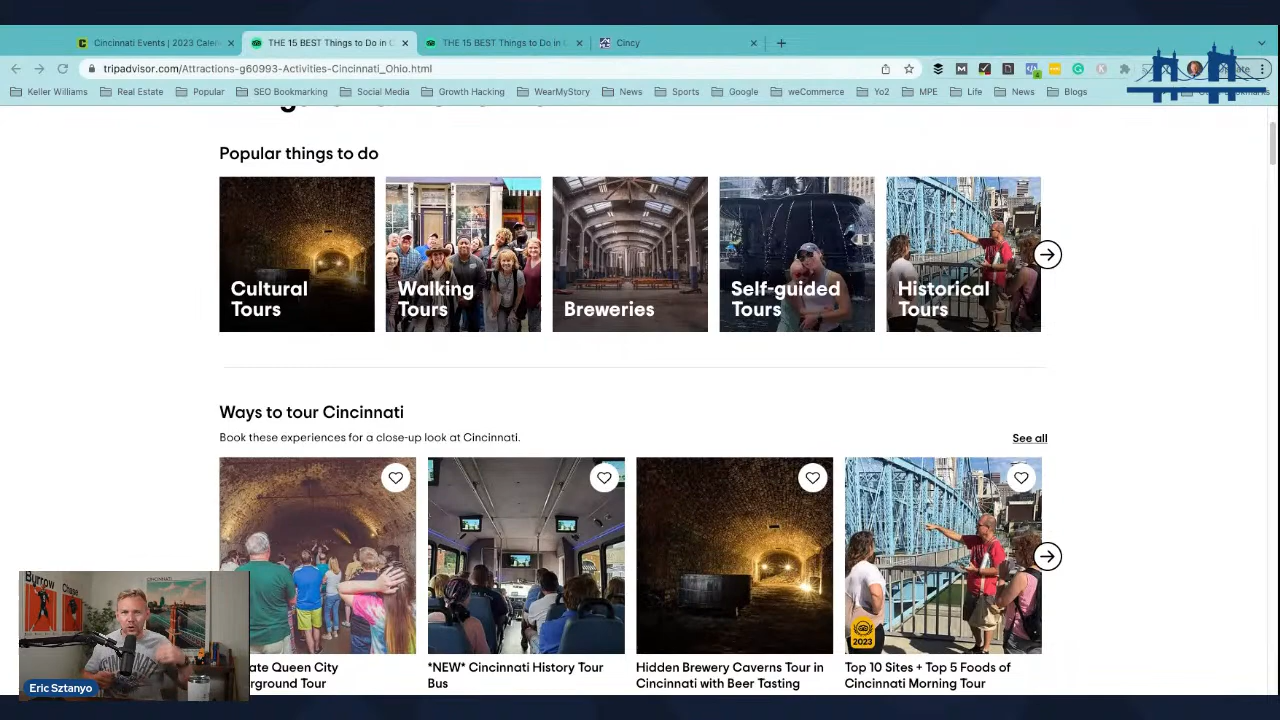 Cincinnati Events | 2023 Calen
THE 15 BEST Things to Do in C
THE 15 BEST Things to Do in C
Cincy
tripadvisor.com/Attractions-g60993-Activities-Cincinnati_Ohio.html
Keller Williams
Real Estate
Popular
SEO Bookmarking
Social Media
Growth Hacking
WearMyStory
News
Sports
Google
weCommerce
Yo2
MPE
Life
News
Blogs
Popular things to do
Cultural
Tours
Walking
Tours
Breweries
Self-guided
Tours
Historical
Tours
Ways to tour Cincinnati
Book these experiences for a close-up look at Cincinnati.
See all
2023
ate Queen City
rground Tour
*NEW* Cincinnati History Tour
Bus
Hidden Brewery Caverns Tour in
Cincinnati with Beer Tasting
Top 10 Sites + Top 5 Foods of
Cincinnati Morning Tour
Byrrow
Chase
CINCINNATI
Eric Sztanyo